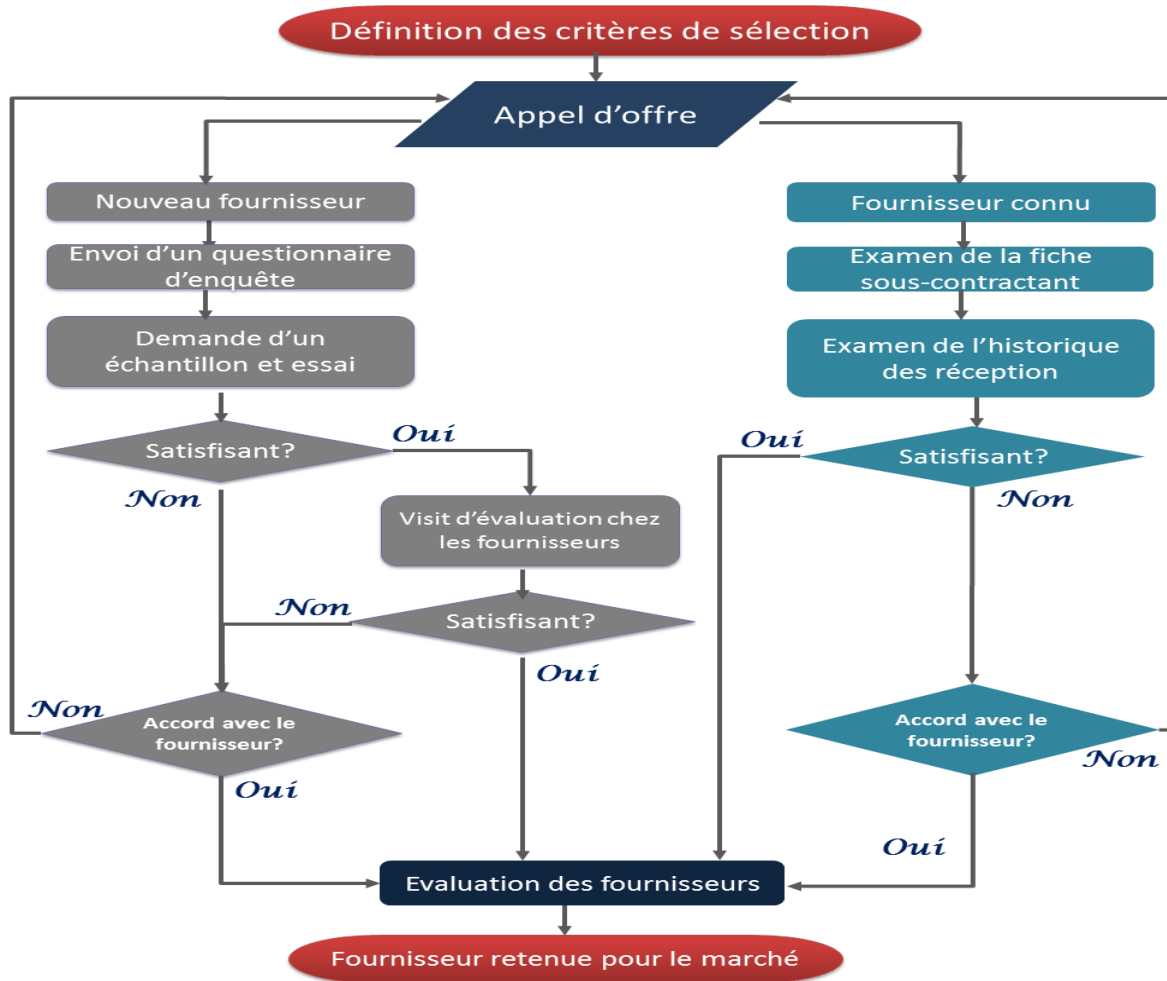 Définition des critères de sélection
Appel d’offre
Nouveau fournisseur
Envoi d’un questionnaire
d’enquête
Demande d’un
échantillon et essai
Satisfisant?
Oui
Non
Visit d’évaluation chez
les fournisseurs
Satisfisant?
Non
Oui
Accord avec le
fournisseur?
Non
Oui
Fournisseur connu
Examen de la fiche
sous-contractant
Examen de l’historique
des réception
Satisfisant?
Oui
Non
Accord avec le
fournisseur?
Non
Oui
Evaluation des fournisseurs
Fournisseur retenue pour le marché